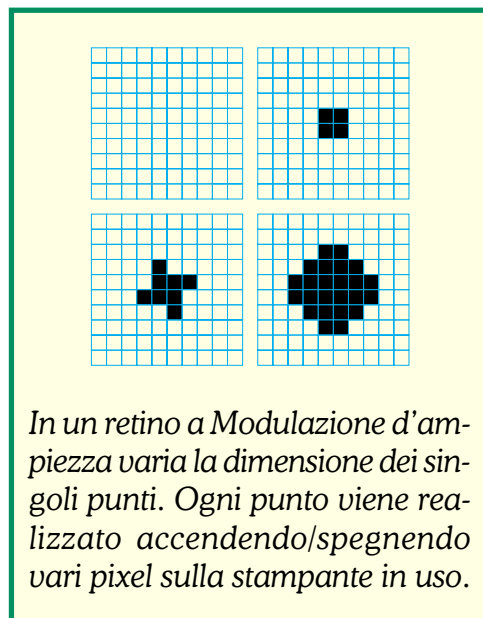 In un retino a Modulazione d'am-
piezza varia la dimensione dei sin-
goli punti. Ogni punto viene rea-
lizzato accendendo/spegnendo
vari pixel sulla stampante in uso.